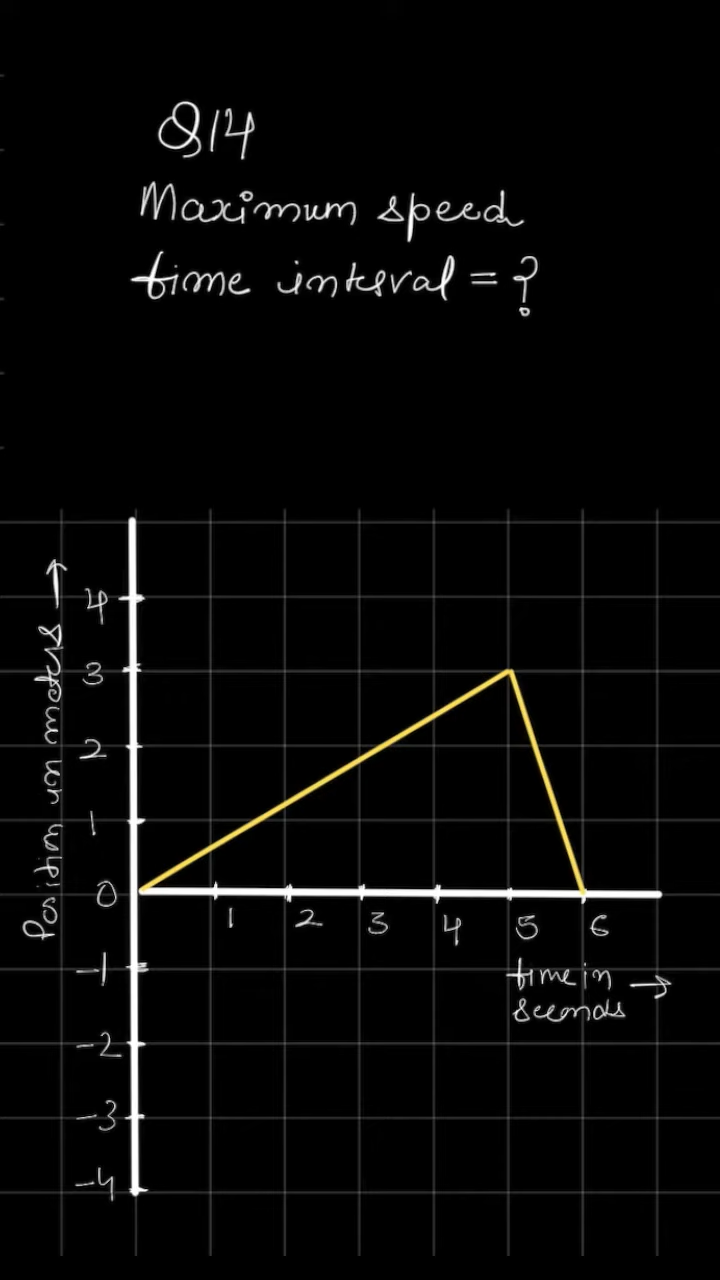 Q14
Maximum speed
time interval = ?
Position in meters →
4
3
2
1
0
-1
-2
-3
-4
1 2 3 4 5 6
time in →
seconds